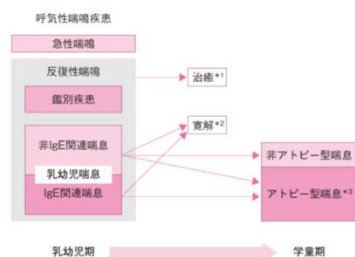 呼気性喘鳴疾患
急性喘鳴
反復性喘鳴
治癒*1
鑑別疾患
寛解*2
非IgE関連喘息
非アトピー型喘息
乳幼児喘息
アトピー型喘息*3
IgE関連喘息
乳幼児期
学童期